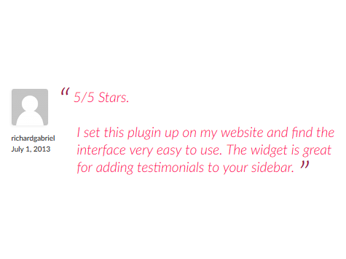 “ 5/5 Stars.
richardgabriel
July 1, 2013
I set this plugin up on my website and find the
interface very easy to use. The widget is great
for adding testimonials to your sidebar. ”